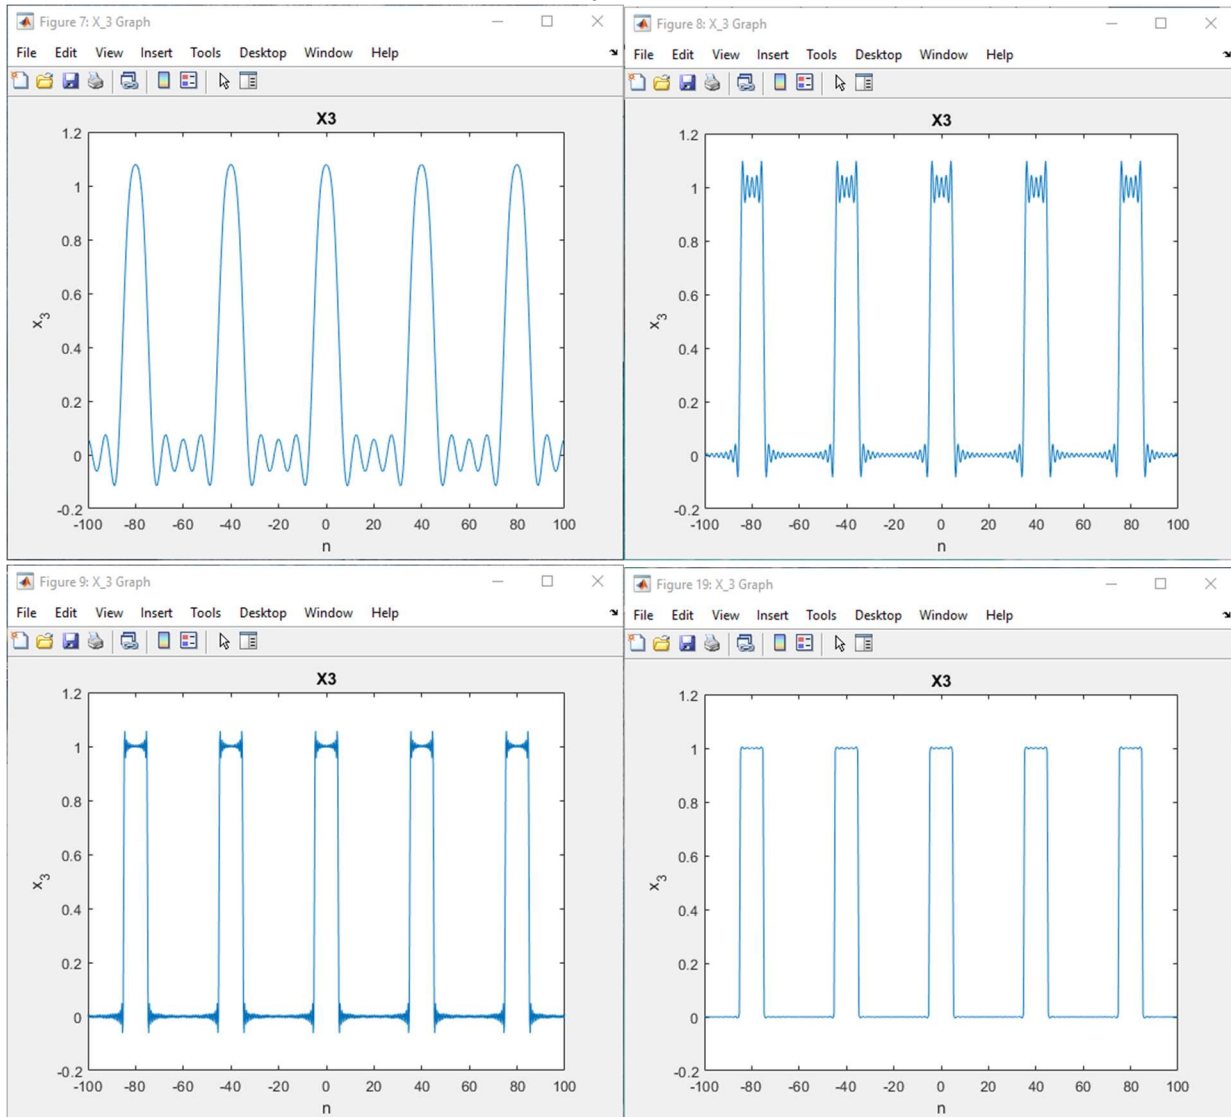 Figure 7: X_3 Graph
File Edit View Insert Tools Desktop Window Help
X3
1.2
1
0.8
0.6
0.4
0.2
0
-0.2
x3
-100 -80 -60 -40 -20 0 20 40 60 80 100
n
Figure 8: X_3 Graph
File Edit View Insert Tools Desktop Window Help
X3
1.2
1
0.8
0.6
0.4
0.2
0
-0.2
x3
-100 -80 -60 -40 -20 0 20 40 60 80 100
n
Figure 9: X_3 Graph
File Edit View Insert Tools Desktop Window Help
X3
1.2
1
0.8
0.6
0.4
0.2
0
-0.2
x3
-100 -80 -60 -40 -20 0 20 40 60 80 100
n
Figure 19: X_3 Graph
File Edit View Insert Tools Desktop Window Help
X3
1.2
1
0.8
0.6
0.4
0.2
0
-0.2
x3
-100 -80 -60 -40 -20 0 20 40 60 80 100
n